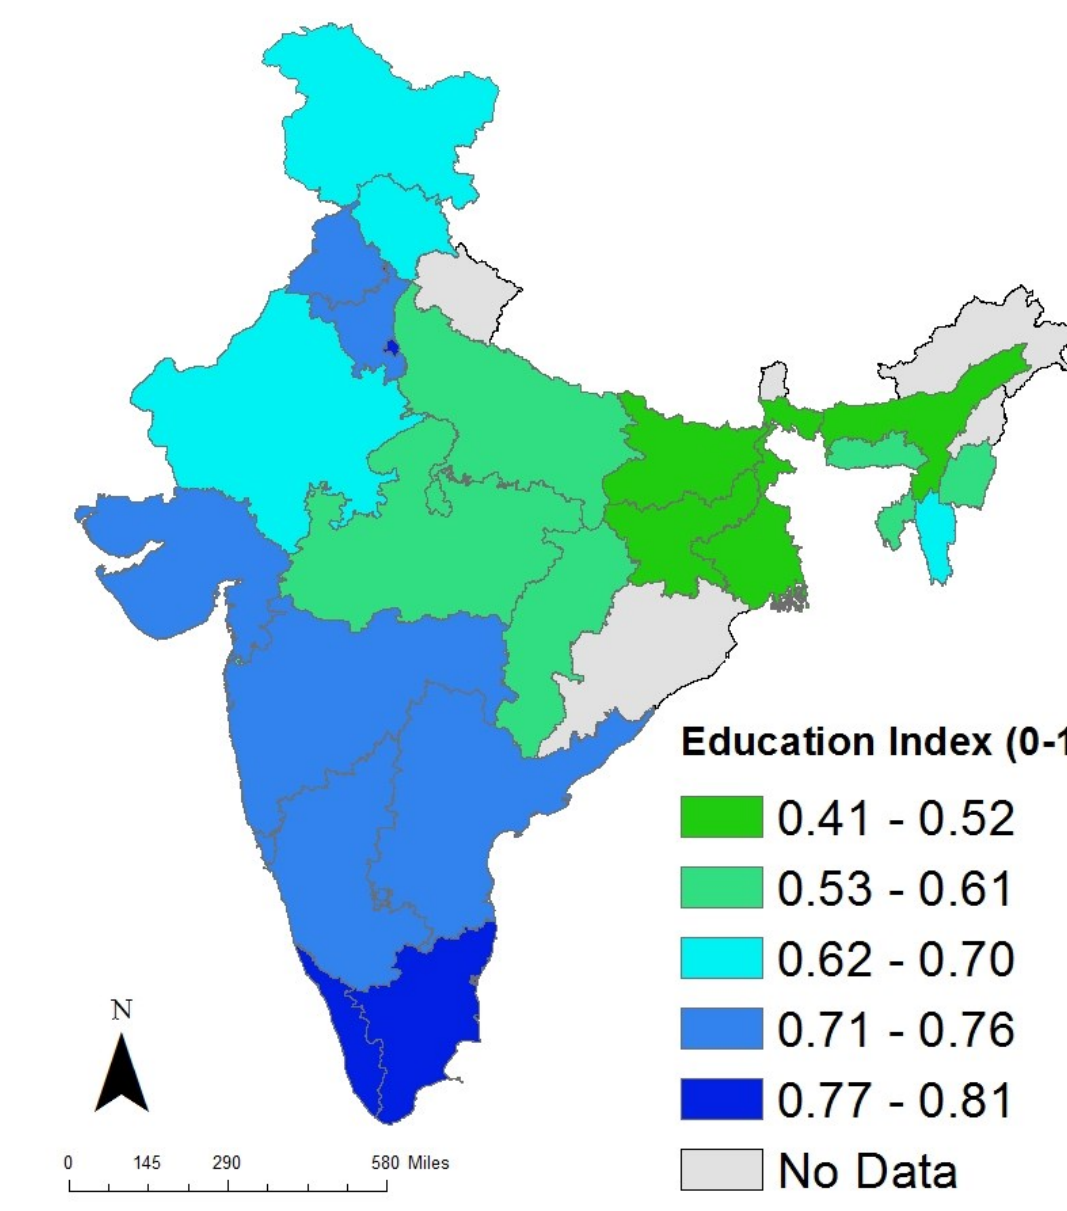 Education Index (0-1
0.41 - 0.52
0.53 - 0.61
0.62 - 0.70
0.71 - 0.76
0.77 - 0.81
No Data
N
0 145 290 580 Miles